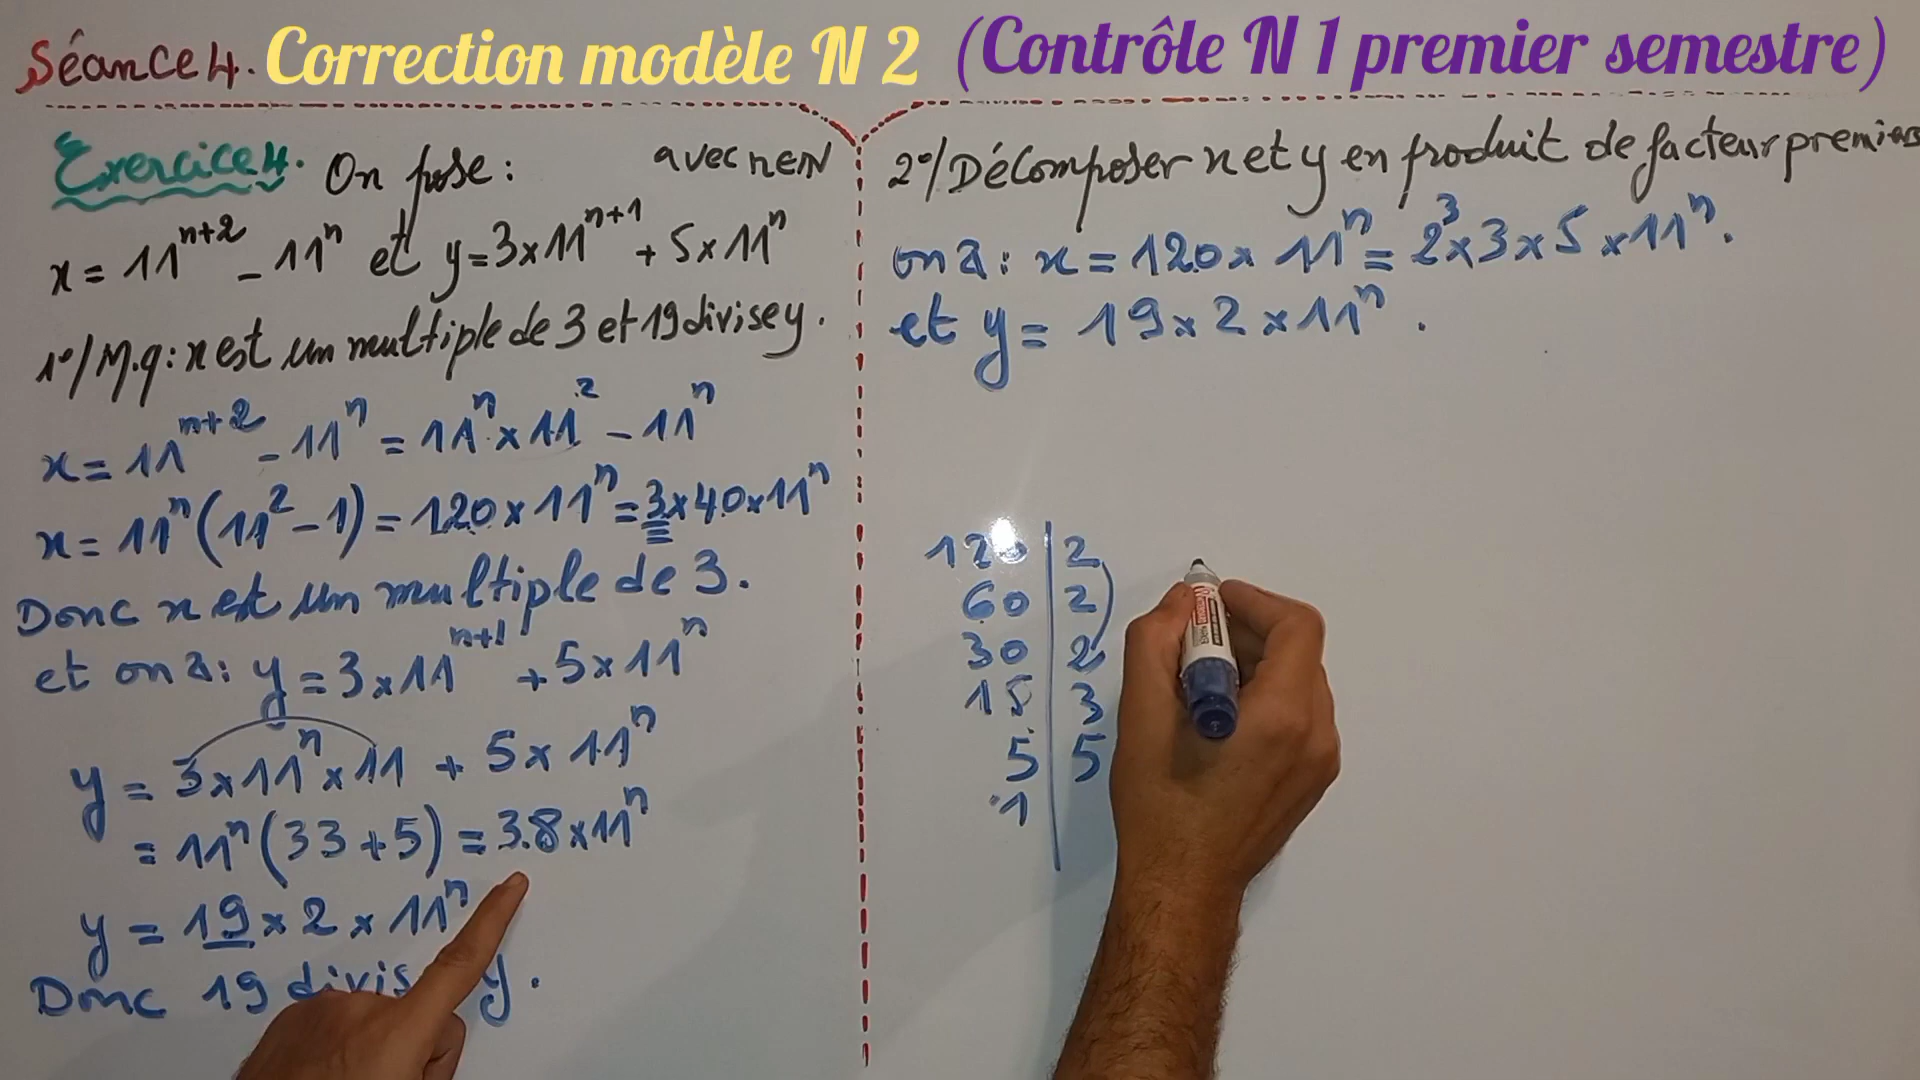 Séance 4. Correction modèle N 2 (Contrôle N 1 premier semestre)
Exercice 4. On pose : avec n∈IN
x = 11^{n+2} - 11^n et y = 3×11^{n+1} + 5×11^n
1°/ M.q : x est un multiple de 3 et 19 divise y.
x = 11^{n+2} - 11^n = 11^n × 11^2 - 11^n
x = 11^n (11^2 - 1) = 120 × 11^n = 3 × 40 × 11^n
Donc x est un multiple de 3.
et on a : y = 3×11^{n+1} + 5×11^n
y = 3×11^n×11 + 5×11^n
= 11^n (33+5) = 38×11^n
y = 19 × 2 × 11^n
Donc 19 divis y.
2°/ Décomposer x et y en produit de facteur premiers
on a : x = 120 × 11^n = 2^3 × 3 × 5 × 11^n.
et y = 19 × 2 × 11^n.
120 | 2
60 | 2
30 | 2
15 | 3
5 | 5
1